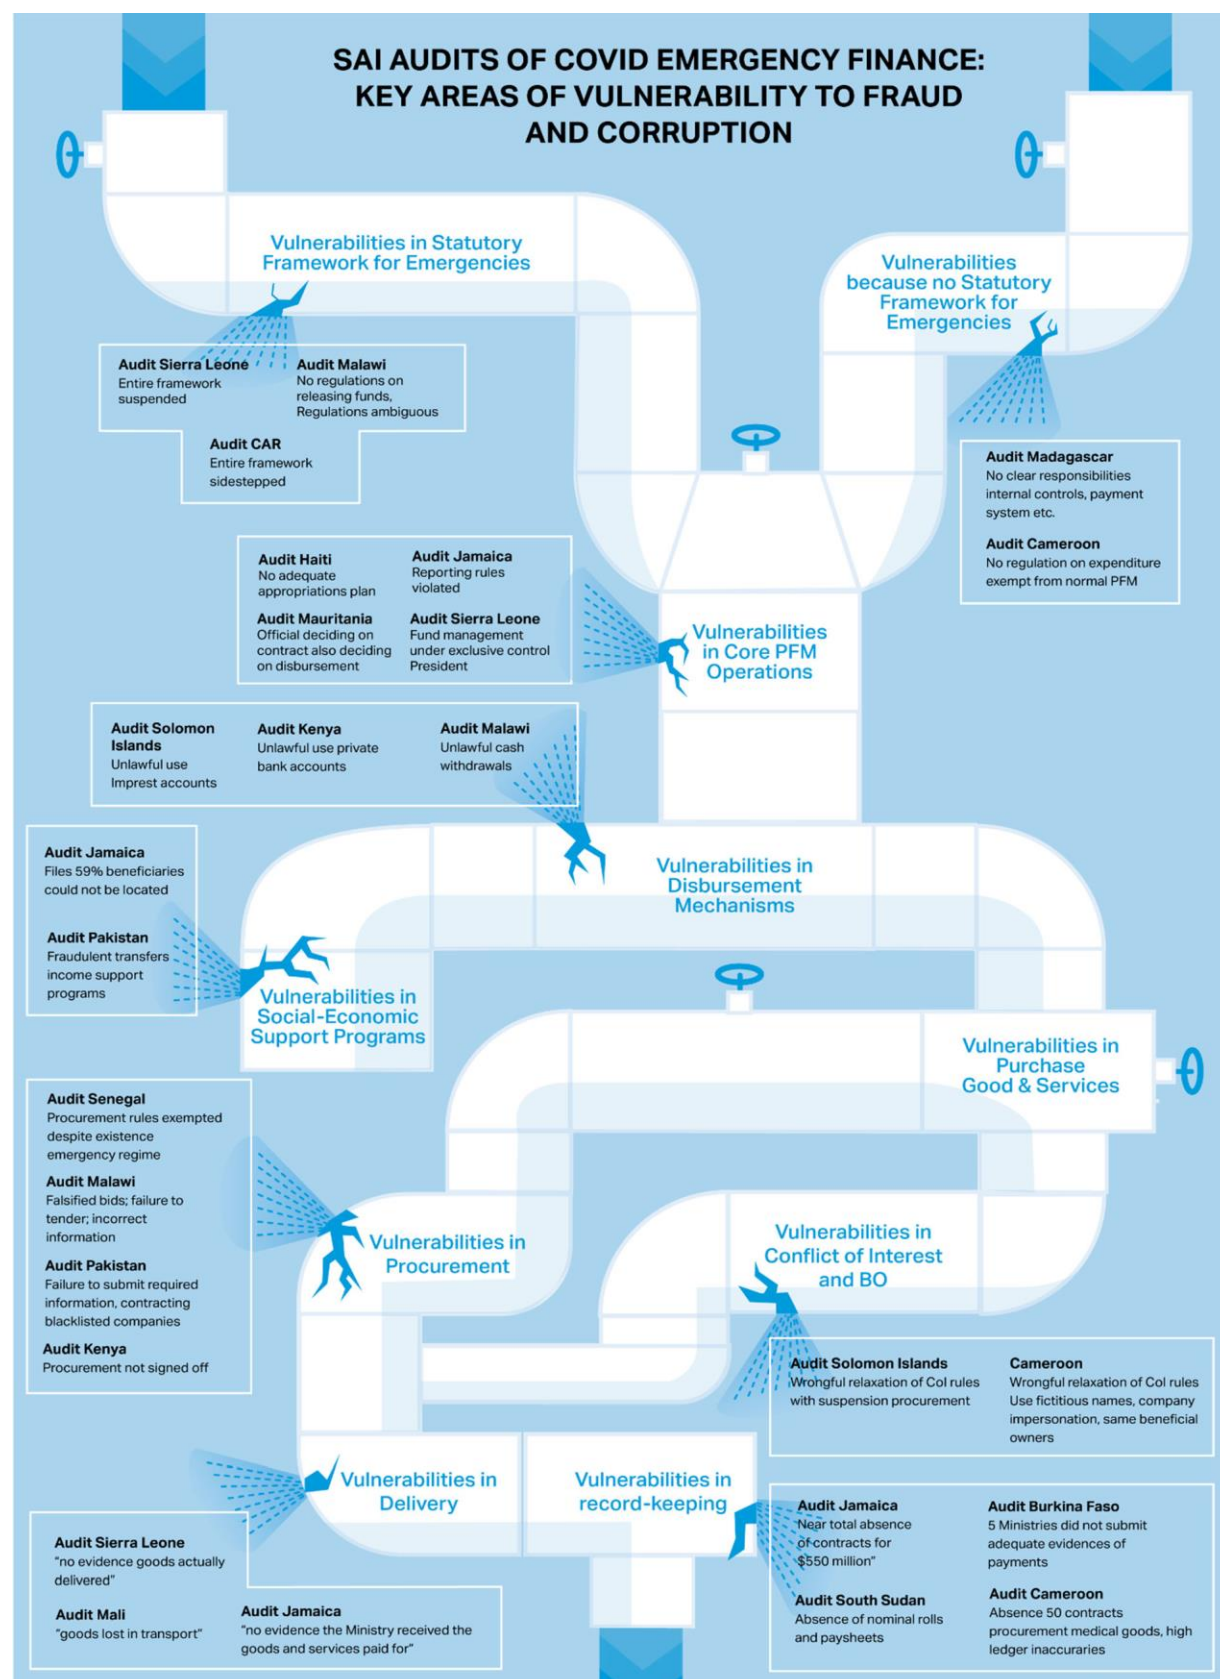 SAI AUDITS OF COVID EMERGENCY FINANCE:
KEY AREAS OF VULNERABILITY TO FRAUD
AND CORRUPTION
Vulnerabilities in Statutory
Framework for Emergencies
Vulnerabilities
because no Statutory
Framework for
Emergencies
Audit Sierra Leone
Entire framework
suspended
Audit Malawi
No regulations on
releasing funds,
Regulations ambiguous
Audit CAR
Entire framework
sidestepped
Audit Madagascar
No clear responsibilities
internal controls, payment
system etc.
Audit Cameroon
No regulation on expenditure
exempt from normal PFM
Audit Haiti
No adequate
appropriations plan
Audit Jamaica
Reporting rules
violated
Audit Mauritania
Official deciding on
contract also deciding
on disbursement
Audit Sierra Leone
Fund management
under exclusive control
President
Vulnerabilities
in Core PFM
Operations
Audit Solomon
Islands
Unlawful use
Imprest accounts
Audit Kenya
Unlawful use private
bank accounts
Audit Malawi
Unlawful cash
withdrawals
Vulnerabilities in
Disbursement
Mechanisms
Audit Jamaica
Files 59% beneficiaries
could not be located
Audit Pakistan
Fraudulent transfers
income support
programs
Vulnerabilities in
Social-Economic
Support Programs
Vulnerabilities in
Purchase
Good & Services
Audit Senegal
Procurement rules exempted
despite existence
emergency regime
Audit Malawi
Falsified bids; failure to
tender; incorrect
information
Audit Pakistan
Failure to submit required
information, contracting
blacklisted companies
Audit Kenya
Procurement not signed off
Vulnerabilities in
Procurement
Vulnerabilities in
Conflict of Interest
and BO
Audit Solomon Islands
Wrongful relaxation of CoI rules
with suspension procurement
Cameroon
Wrongful relaxation of CoI rules
Use fictitious names, company
impersonation, same beneficial
owners
Vulnerabilities in
Delivery
Vulnerabilities in
record-keeping
Audit Sierra Leone
"no evidence goods actually
delivered"
Audit Mali
"goods lost in transport"
Audit Jamaica
"no evidence the Ministry received the
goods and services paid for"
Audit Jamaica
Near total absence
of contracts for
$550 million"
Audit Burkina Faso
5 Ministries did not submit
adequate evidences of
payments
Audit South Sudan
Absence of nominal rolls
and paysheets
Audit Cameroon
Absence 50 contracts
procurement medical goods, high
ledger inaccuraries